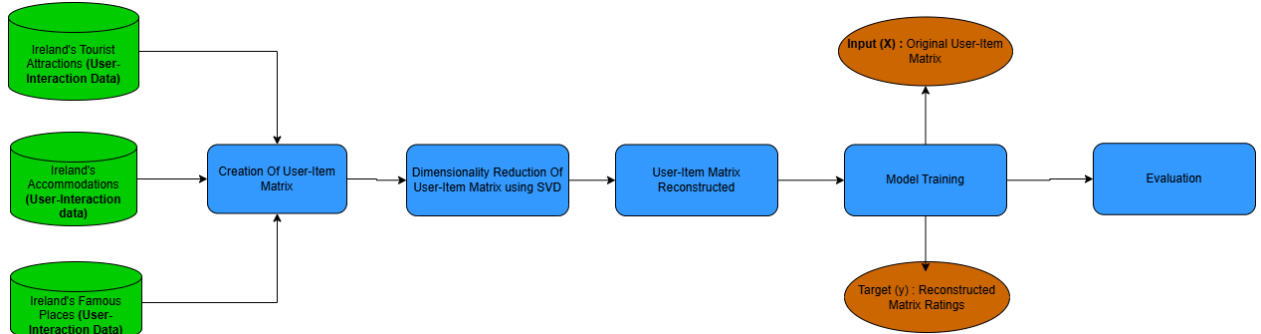 Ireland's Tourist
Attractions (User-
Interaction Data)
Ireland's
Accommodations
(User-Interaction
data)
Ireland's Famous
Places (User-
Interaction Data)
Creation Of User-Item
Matrix
Dimensionality Reduction Of
User-Item Matrix using SVD
User-Item Matrix
Reconstructed
Input (X) : Original User-Item
Matrix
Model Training
Target (y) : Reconstructed
Matrix Ratings
Evaluation